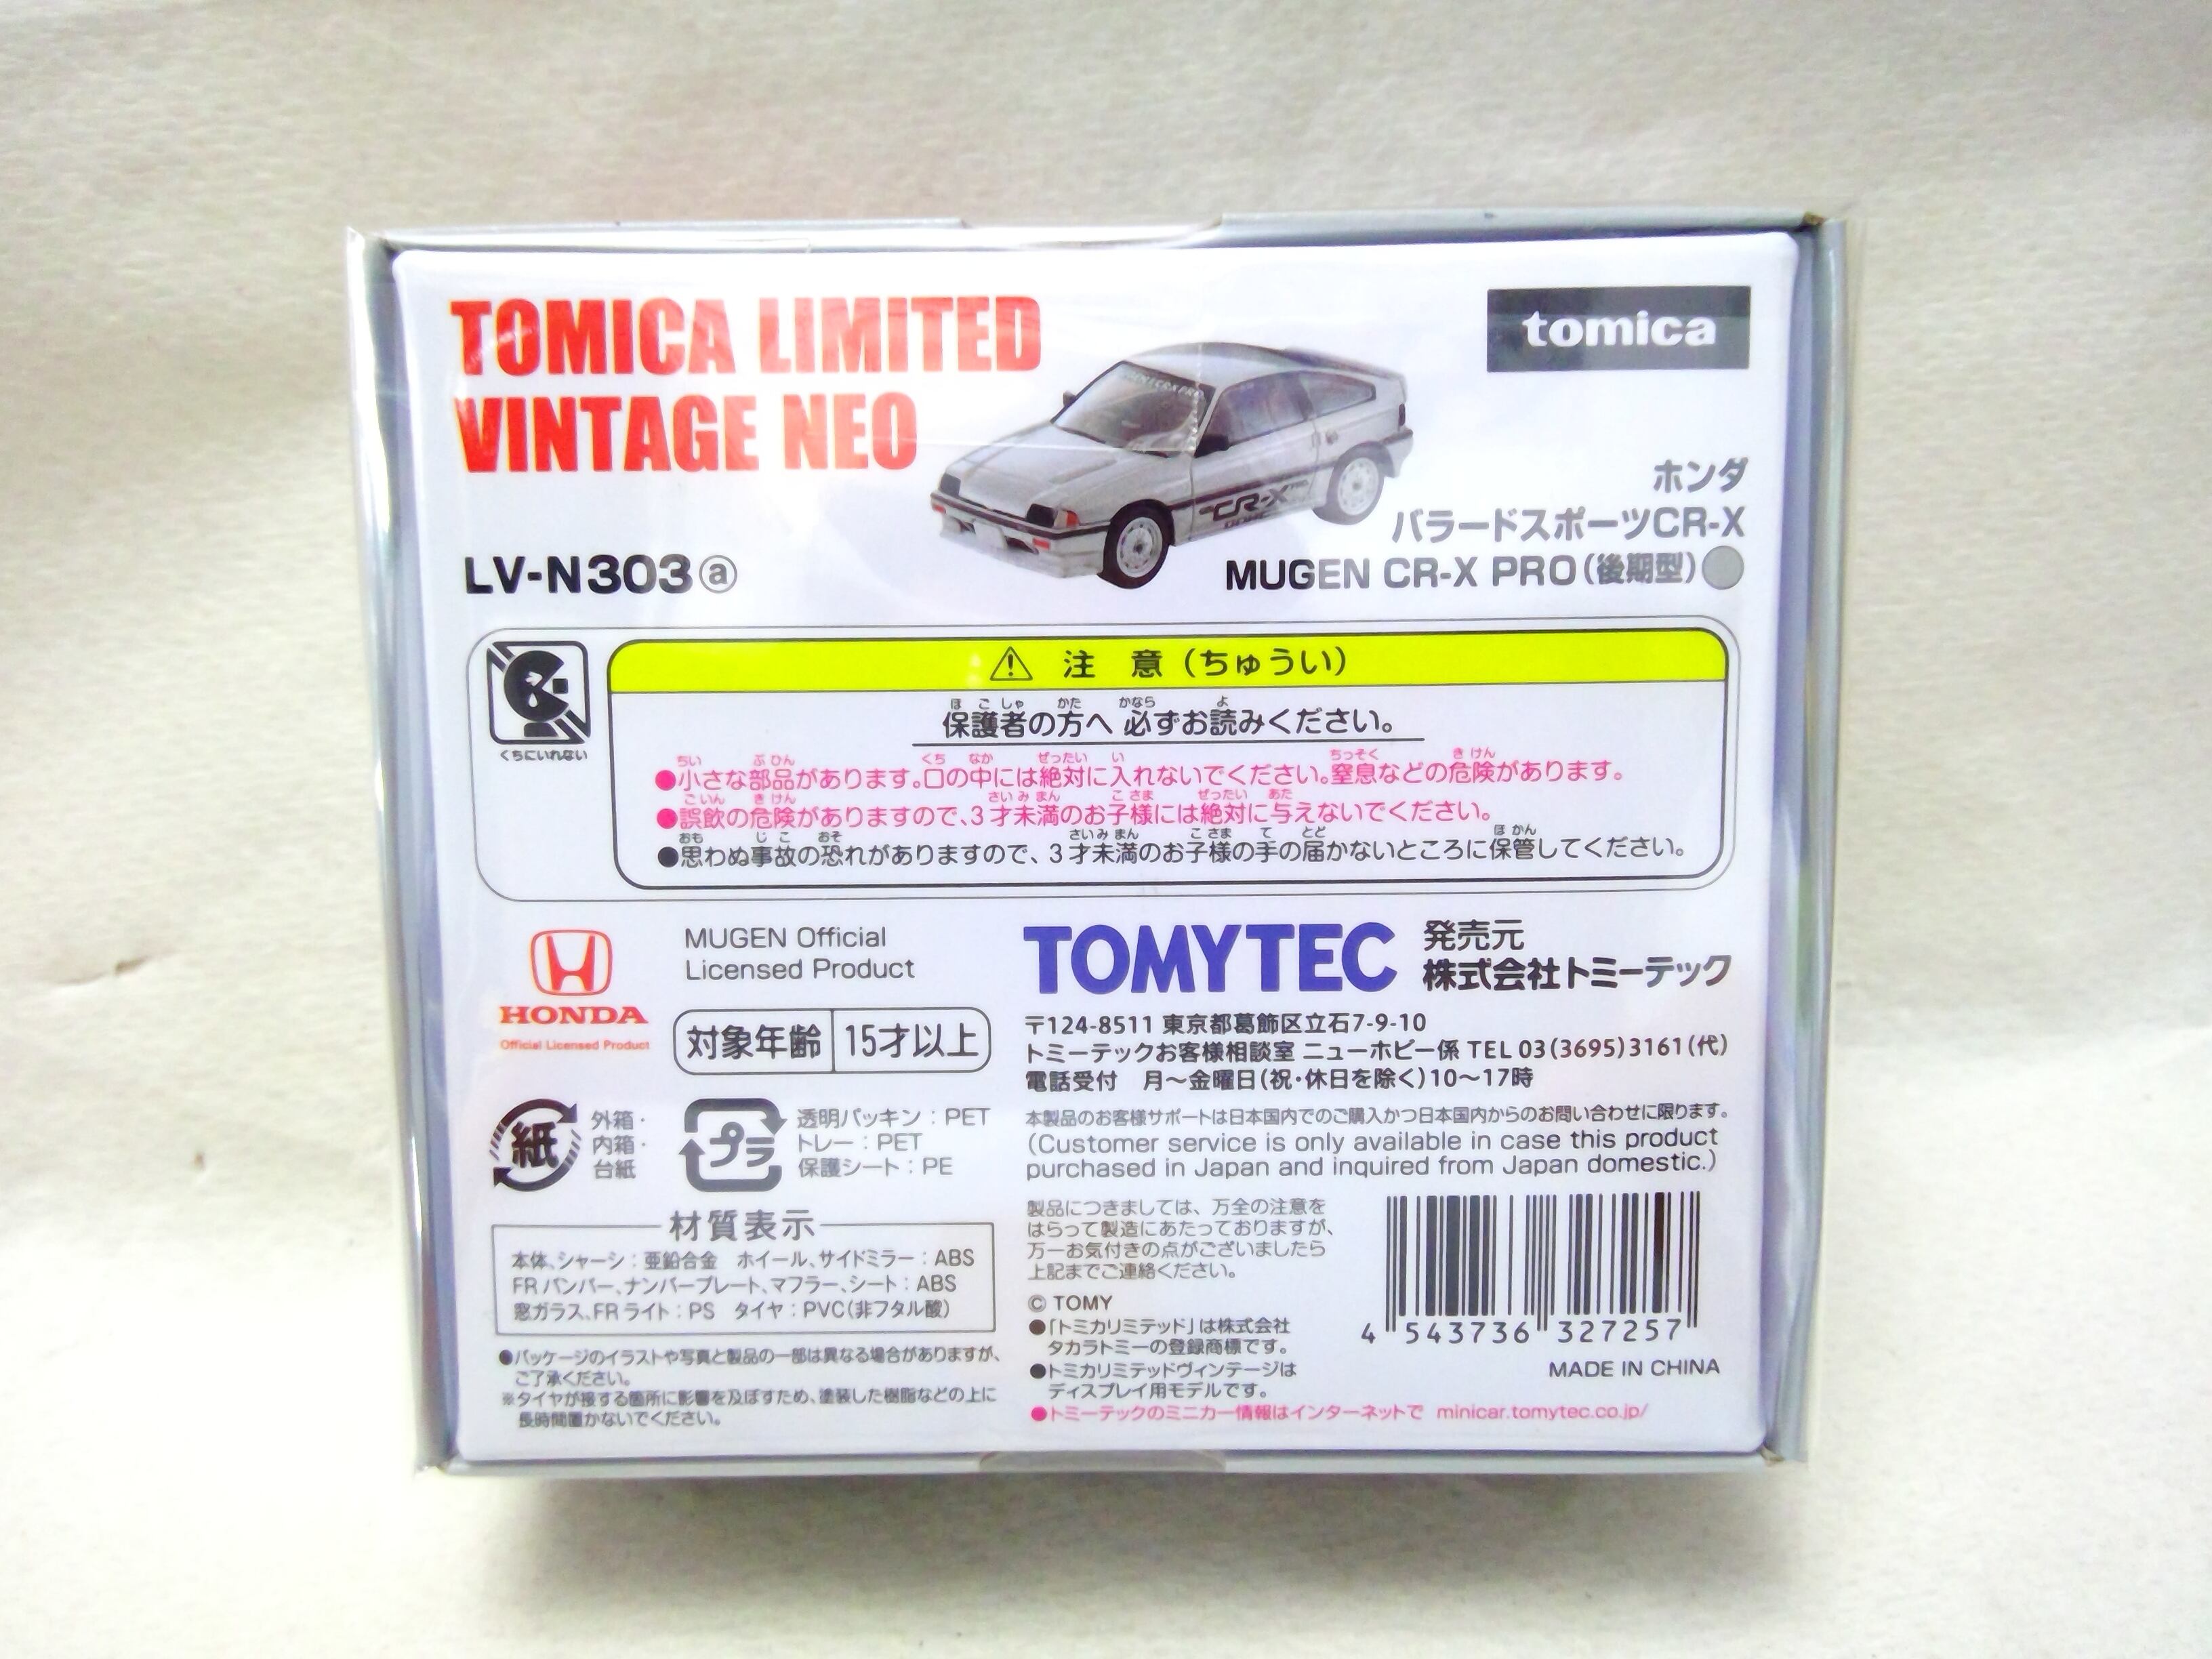 TOMICA LIMITED
VINTAGE NEO
tomica
LV-N303ⓐ
ホンダ
バラードスポーツCR-X
MUGEN CR-X PRO(後期型)
CR-X
くちにいれない
⚠ 注 意(ちゅうい)
保護者の方へ 必ずお読みください。
●小さな部品があります。口の中には絶対に入れないでください。窒息などの危険があります。
●誤飲の危険がありますので、3才未満のお子様には絶対に与えないでください。
●思わぬ事故の恐れがありますので、3才未満のお子様の手の届かないところに保管してください。
HONDA
Official Licensed Product
MUGEN Official
Licensed Product
対象年齢 15才以上
紙
外箱・
内箱・
台紙
プラ
透明パッキン:PET
トレー:PET
保護シート:PE
材質表示
本体、シャーシ:亜鉛合金 ホイール、サイドミラー:ABS
FRバンパー、ナンバープレート、マフラー、シート:ABS
窓ガラス、FRライト:PS タイヤ:PVC(非フタル酸)
●パッケージのイラストや写真と製品の一部は異なる場合がありますが、
ご了承ください。
※タイヤが接する箇所に影響を及ぼすため、塗装した樹脂などの上に
長時間置かないでください。
TOMYTEC
発売元
株式会社トミーテック
〒124-8511 東京都葛飾区立石7-9-10
トミーテックお客様相談室 ニューホビー係 TEL 03(3695)3161(代)
電話受付 月〜金曜日(祝・休日を除く)10〜17時
本製品のお客様サポートは日本国内でのご購入かつ日本国内からのお問い合わせに限ります。
(Customer service is only available in case this product
purchased in Japan and inquired from Japan domestic.)
製品につきましては、万全の注意を
はらって製造にあたっておりますが、
万一お気付きの点がございましたら
上記までご連絡ください。
© TOMY
●「トミカリミテッド」は株式会社
タカラトミーの登録商標です。
●トミカリミテッドヴィンテージは
ディスプレイ用モデルです。
●トミーテックのミニカー情報はインターネットで minicar.tomytec.co.jp/
4 543736 327257
MADE IN CHINA